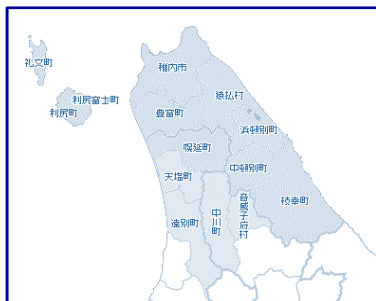 礼文町
利尻富士町
利尻町
稚内市
猿払村
豊富町
浜頓別町
幌延町
中頓別町
天塩町
枝幸町
遠別町
中川町
音威子府村